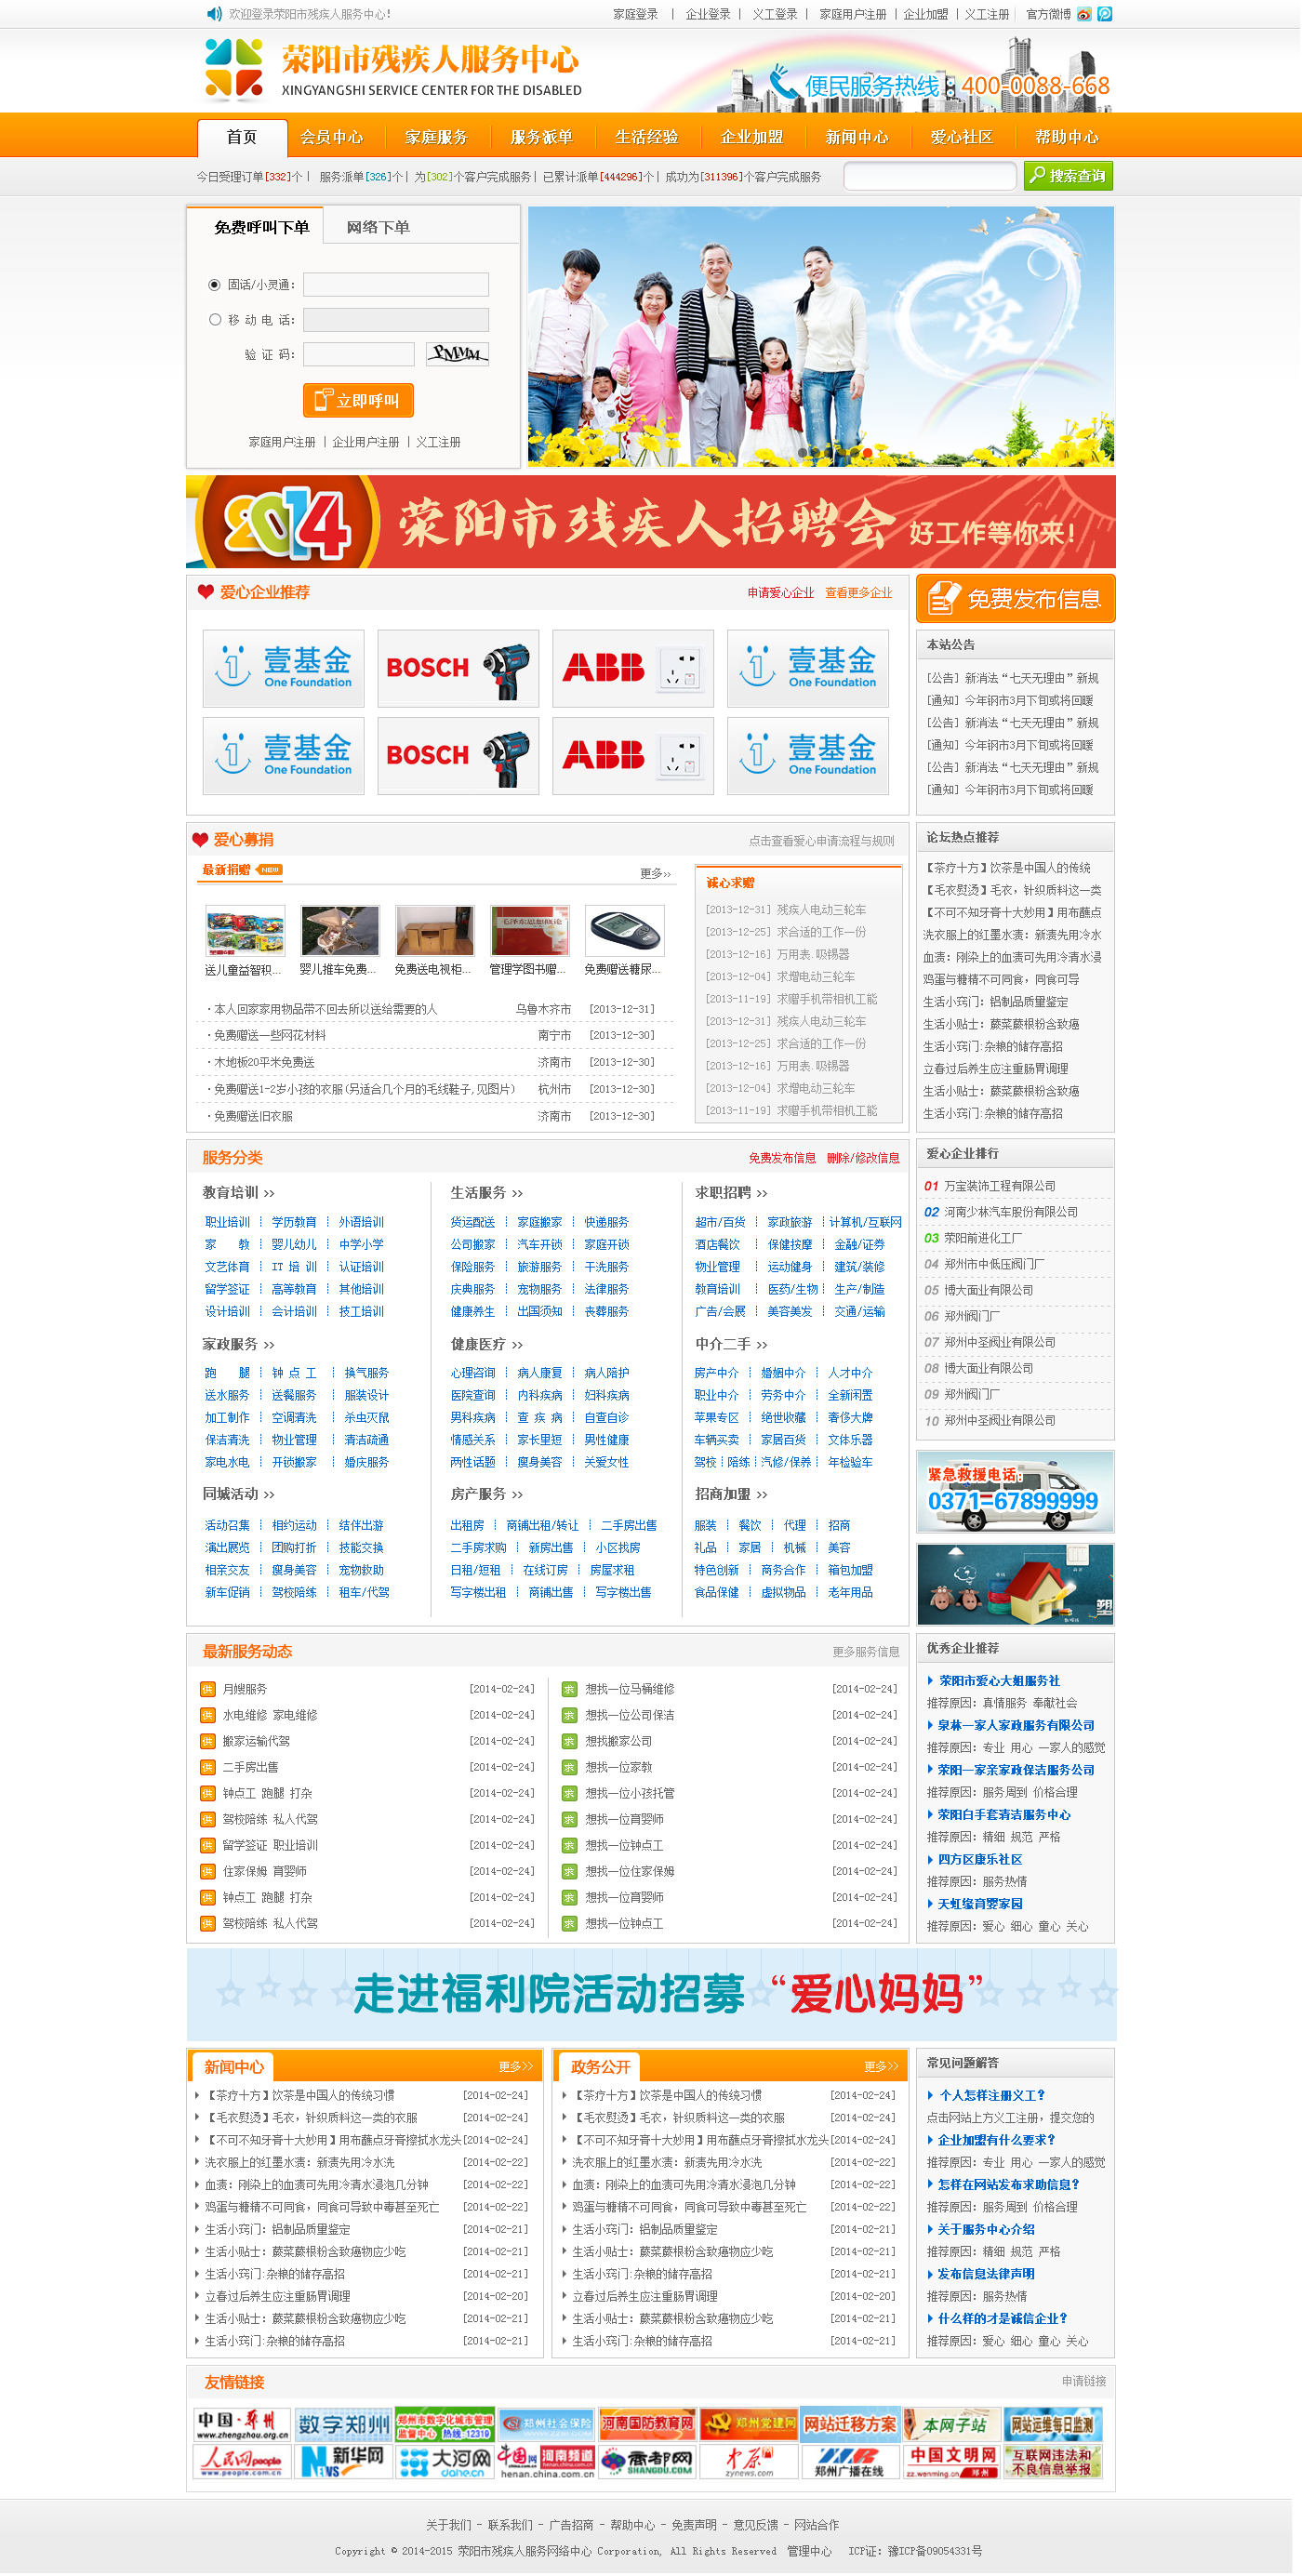 欢迎登录荥阳市残疾人服务中心！
家庭登录 | 企业登录 | 义工登录 | 家庭用户注册 | 企业加盟 | 义工注册 官方微博
荥阳市残疾人服务中心
XINGYANGSHI SERVICE CENTER FOR THE DISABLED
便民服务热线：400-0088-668
首页 会员中心 家庭服务 服务派单 生活经验 企业加盟 新闻中心 爱心社区 帮助中心
今日受理订单[332]个 | 服务派单[326]个 | 为[302]个客户完成服务 | 已累计派单[444296]个 | 成功为[311396]个客户完成服务
搜索查询
免费呼叫下单 网络下单
固话/小灵通：
移动电话：
验证码：
立即呼叫
家庭用户注册 | 企业用户注册 | 义工注册
爱
2014 荥阳市残疾人招聘会 好工作等你来！
爱心企业推荐 申请爱心企业 查看更多企业
壹基金 One Foundation BOSCH ABB 壹基金 One Foundation
壹基金 One Foundation BOSCH ABB 壹基金 One Foundation
免费发布信息
本站公告
[公告] 新消法“七天无理由”新规
[通知] 今年钢市3月下旬或将回暖
[公告] 新消法“七天无理由”新规
[通知] 今年钢市3月下旬或将回暖
[公告] 新消法“七天无理由”新规
[通知] 今年钢市3月下旬或将回暖
爱心募捐 点击查看爱心申请流程与规则
最新捐赠 NEW 更多>>
送儿童益智积... 婴儿推车免费... 免费送电视柜... 管理学图书赠... 免费赠送糖尿...
·本人回家家用物品带不回去所以送给需要的人 乌鲁木齐市 [2013-12-31]
·免费赠送一些网花材料 南宁市 [2013-12-30]
·木地板20平米免费送 济南市 [2013-12-30]
·免费赠送1-2岁小孩的衣服(另适合几个月的毛线鞋子,见图片) 杭州市 [2013-12-30]
·免费赠送旧衣服 济南市 [2013-12-30]
诚心求赠
[2013-12-31] 残疾人电动三轮车
[2013-12-25] 求合适的工作一份
[2013-12-16] 万用表.吸锡器
[2013-12-04] 求增电动三轮车
[2013-11-19] 求赠手机带相机工能
[2013-12-31] 残疾人电动三轮车
[2013-12-25] 求合适的工作一份
[2013-12-16] 万用表.吸锡器
[2013-12-04] 求增电动三轮车
[2013-11-19] 求赠手机带相机工能
论坛热点推荐
【茶疗十方】饮茶是中国人的传统
【毛衣熨烫】毛衣，针织质料这一类
【不可不知牙膏十大妙用】用布蘸点
洗衣服上的红墨水渍：新渍先用冷水
血渍：刚染上的血渍可先用冷清水浸
鸡蛋与糖精不可同食，同食可导
生活小窍门：铝制品质量鉴定
生活小贴士：蕨菜蕨根粉含致癌
生活小窍门:杂粮的储存高招
立春过后养生应注重肠胃调理
生活小贴士：蕨菜蕨根粉含致癌
生活小窍门:杂粮的储存高招
服务分类 免费发布信息 删除/修改信息
教育培训 >>
职业培训 学历教育 外语培训
家 教 婴儿幼儿 中学小学
文艺体育 IT 培 训 认证培训
留学签证 高等教育 其他培训
设计培训 会计培训 技工培训
生活服务 >>
货运配送 家庭搬家 快递服务
公司搬家 汽车开锁 家庭开锁
保险服务 旅游服务 干洗服务
庆典服务 宠物服务 法律服务
健康养生 出国须知 丧葬服务
求职招聘 >>
超市/百货 家政旅游 计算机/互联网
酒店餐饮 保健按摩 金融/证券
物业管理 运动健身 建筑/装修
教育培训 医药/生物 生产/制造
广告/会展 美容美发 交通/运输
家政服务 >>
跑 腿 钟 点 工 换气服务
送水服务 送餐服务 服装设计
加工制作 空调清洗 杀虫灭鼠
保洁清洗 物业管理 清洁疏通
家电水电 开锁搬家 婚庆服务
健康医疗 >>
心理咨询 病人康复 病人陪护
医院查询 内科疾病 妇科疾病
男科疾病 查 疾 病 自查自诊
情感关系 家长里短 男性健康
两性话题 瘦身美容 关爱女性
中介二手 >>
房产中介 婚姻中介 人才中介
职业中介 劳务中介 全新闲置
苹果专区 绝世收藏 奢侈大牌
车辆买卖 家居百货 文体乐器
驾校 陪练 汽修/保养 年检验车
同城活动 >>
活动召集 相约运动 结伴出游
演出展览 团购打折 技能交换
相亲交友 瘦身美容 宠物救助
新车促销 驾校陪练 租车/代驾
房产服务 >>
出租房 商铺出租/转让 二手房出售
二手房求购 新房出售 小区找房
日租/短租 在线订房 房屋求租
写字楼出租 商铺出售 写字楼出售
招商加盟 >>
服装 餐饮 代理 招商
礼品 家居 机械 美容
特色创新 商务合作 箱包加盟
食品保健 虚拟物品 老年用品
爱心企业排行
01 万宝装饰工程有限公司
02 河南少林汽车股份有限公司
03 荥阳前进化工厂
04 郑州市中低压阀门厂
05 博大面业有限公司
06 郑州阀门厂
07 郑州中圣阀业有限公司
08 博大面业有限公司
09 郑州阀门厂
10 郑州中圣阀业有限公司
紧急救援电话：
0371-67899999
塑
最新服务动态 更多服务信息
供 月嫂服务 [2014-02-24]
供 水电维修 家电维修 [2014-02-24]
供 搬家运输代驾 [2014-02-24]
供 二手房出售 [2014-02-24]
供 钟点工 跑腿 打杂 [2014-02-24]
供 驾校陪练 私人代驾 [2014-02-24]
供 留学签证 职业培训 [2014-02-24]
供 住家保姆 育婴师 [2014-02-24]
供 钟点工 跑腿 打杂 [2014-02-24]
供 驾校陪练 私人代驾 [2014-02-24]
求 想找一位马桶维修 [2014-02-24]
求 想找一位公司保洁 [2014-02-24]
求 想找搬家公司 [2014-02-24]
求 想找一位家教 [2014-02-24]
求 想找一位小孩托管 [2014-02-24]
求 想找一位育婴师 [2014-02-24]
求 想找一位钟点工 [2014-02-24]
求 想找一位住家保姆 [2014-02-24]
求 想找一位育婴师 [2014-02-24]
求 想找一位钟点工 [2014-02-24]
优秀企业推荐
荥阳市爱心大姐服务社
推荐原因：真情服务 奉献社会
泉林一家人家政服务有限公司
推荐原因：专业 用心 一家人的感觉
荥阳一家亲家政保洁服务公司
推荐原因：服务周到 价格合理
荥阳白手套清洁服务中心
推荐原因：精细 规范 严格
四方区康乐社区
推荐原因：服务热情
天虹缘育婴家园
推荐原因：爱心 细心 童心 关心
走进福利院活动招募“爱心妈妈”
新闻中心 更多>>
【茶疗十方】饮茶是中国人的传统习惯 [2014-02-24]
【毛衣熨烫】毛衣，针织质料这一类的衣服 [2014-02-24]
【不可不知牙膏十大妙用】用布蘸点牙膏擦拭水龙头 [2014-02-24]
洗衣服上的红墨水渍：新渍先用冷水洗 [2014-02-22]
血渍：刚染上的血渍可先用冷清水浸泡几分钟 [2014-02-22]
鸡蛋与糖精不可同食，同食可导致中毒甚至死亡 [2014-02-22]
生活小窍门：铝制品质量鉴定 [2014-02-21]
生活小贴士：蕨菜蕨根粉含致癌物应少吃 [2014-02-21]
生活小窍门:杂粮的储存高招 [2014-02-21]
立春过后养生应注重肠胃调理 [2014-02-20]
生活小贴士：蕨菜蕨根粉含致癌物应少吃 [2014-02-21]
生活小窍门:杂粮的储存高招 [2014-02-21]
政务公开 更多>>
【茶疗十方】饮茶是中国人的传统习惯 [2014-02-24]
【毛衣熨烫】毛衣，针织质料这一类的衣服 [2014-02-24]
【不可不知牙膏十大妙用】用布蘸点牙膏擦拭水龙头 [2014-02-24]
洗衣服上的红墨水渍：新渍先用冷水洗 [2014-02-22]
血渍：刚染上的血渍可先用冷清水浸泡几分钟 [2014-02-22]
鸡蛋与糖精不可同食，同食可导致中毒甚至死亡 [2014-02-22]
生活小窍门：铝制品质量鉴定 [2014-02-21]
生活小贴士：蕨菜蕨根粉含致癌物应少吃 [2014-02-21]
生活小窍门:杂粮的储存高招 [2014-02-21]
立春过后养生应注重肠胃调理 [2014-02-20]
生活小贴士：蕨菜蕨根粉含致癌物应少吃 [2014-02-21]
生活小窍门:杂粮的储存高招 [2014-02-21]
常见问题解答
个人怎样注册义工？
点击网站上方义工注册，提交您的
企业加盟有什么要求？
推荐原因：专业 用心 一家人的感觉
怎样在网站发布求助信息？
推荐原因：服务周到 价格合理
关于服务中心介绍
推荐原因：精细 规范 严格
发布信息法律声明
推荐原因：服务热情
什么样的才是诚信企业？
推荐原因：爱心 细心 童心 关心
友情链接 申请链接
中国·郑州 www.zhengzhou.gov.cn 数字郑州 郑州市数字化城市管理监督中心 热线:12319 郑州社会保险 河南国防教育网 郑州党建网 网站迁移方案 本网子站 网站运维每日监测
人民网people www.people.com.cn 新华网 NEWS 大河网 dahe.cn 中国网 河南频道 china.com.cn henan.china.com.cn 商都网 SHANGDU.COM 中原 zynews.com 郑州广播在线 中国文明网 zz.wenming.cn 郑州 互联网违法和不良信息举报
关于我们 - 联系我们 - 广告招商 - 帮助中心 - 免责声明 - 意见反馈 - 网站合作
Copyright © 2014-2015 荥阳市残疾人服务网络中心 Corporation, All Rights Reserved 管理中心 ICP证：豫ICP备09054331号